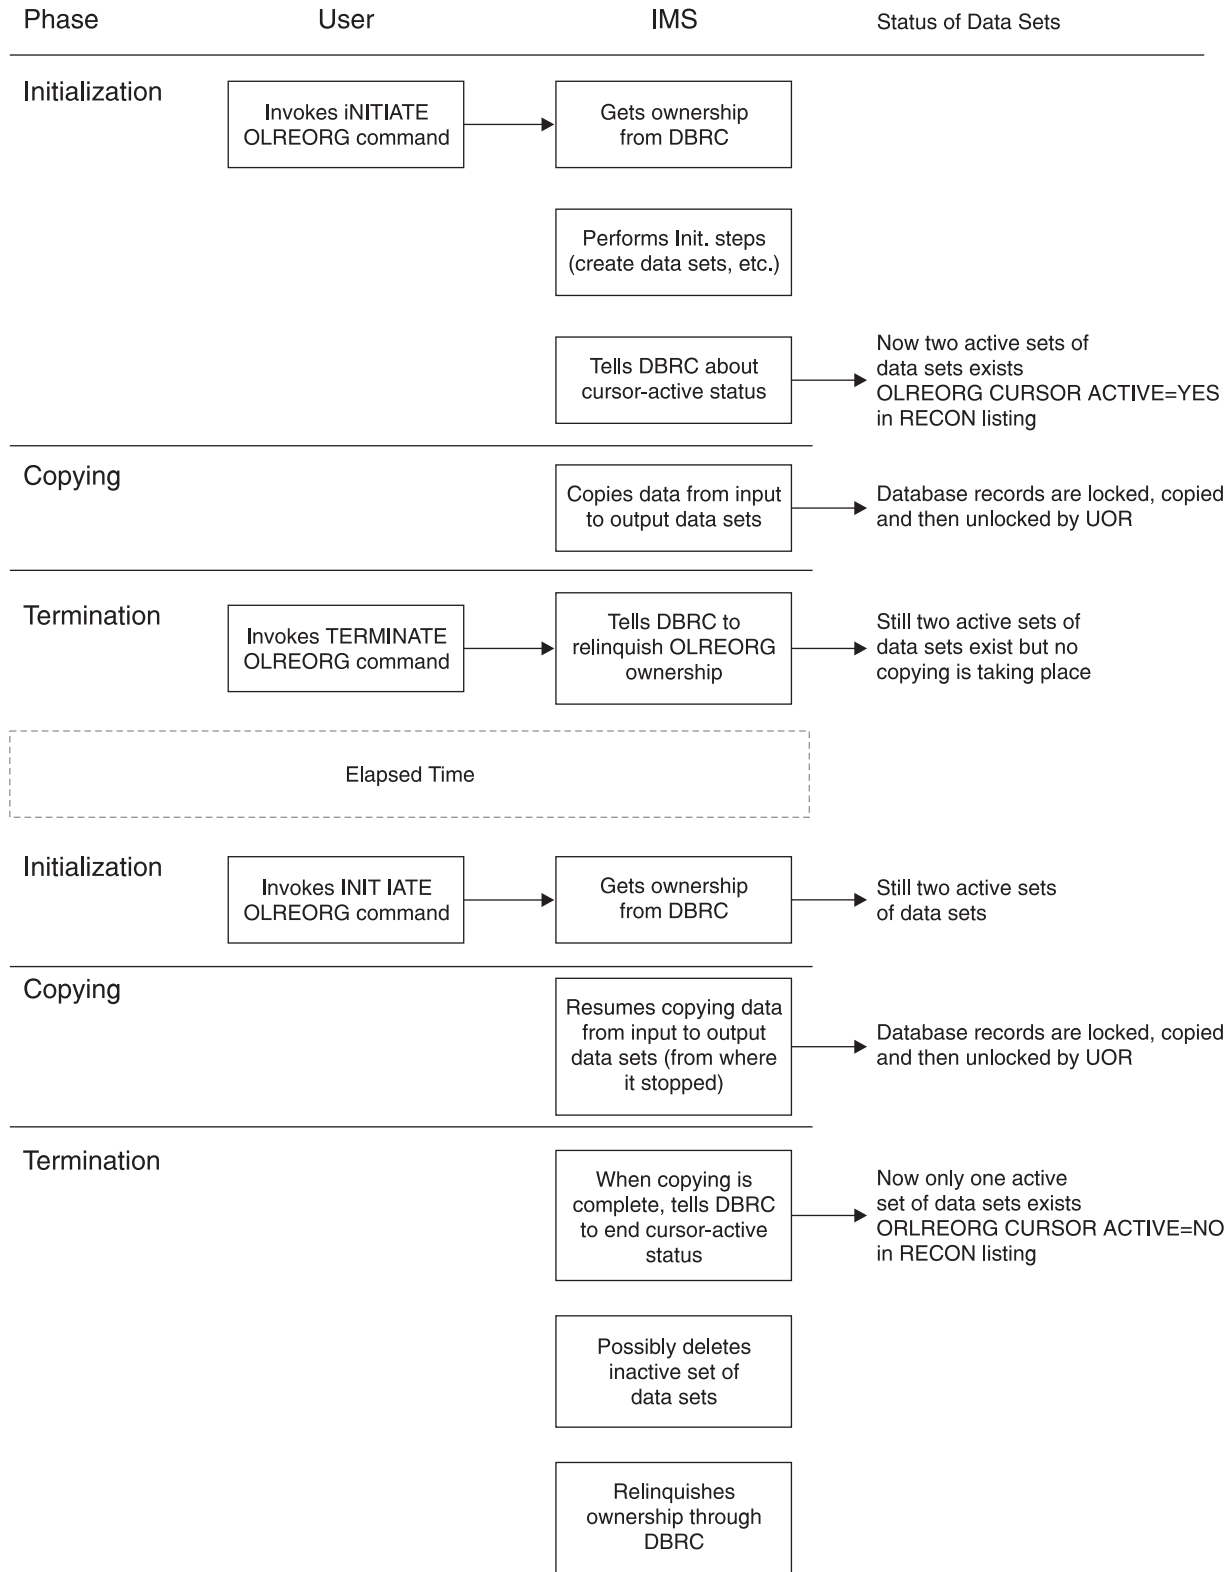 Phase
User
IMS
Status of Data Sets
Initialization
Invokes iNITIATE
OLREORG command
Gets ownership
from DBRC
Performs Init. steps
(create data sets, etc.)
Tells DBRC about
cursor-active status
Now two active sets of
data sets exists
OLREORG CURSOR ACTIVE=YES
in RECON listing
Copying
Copies data from input
to output data sets
Database records are locked, copied
and then unlocked by UOR
Termination
Invokes TERMINATE
OLREORG command
Tells DBRC to
relinquish OLREORG
ownership
Still two active sets of
data sets exist but no
copying is taking place
Elapsed Time
Initialization
Invokes INIT IATE
OLREORG command
Gets ownership
from DBRC
Still two active sets
of data sets
Copying
Resumes copying data
from input to output
data sets (from where
it stopped)
Database records are locked, copied
and then unlocked by UOR
Termination
When copying is
complete, tells DBRC
to end cursor-active
status
Now only one active
set of data sets exists
ORLREORG CURSOR ACTIVE=NO
in RECON listing
Possibly deletes
inactive set of
data sets
Relinquishes
ownership through
DBRC